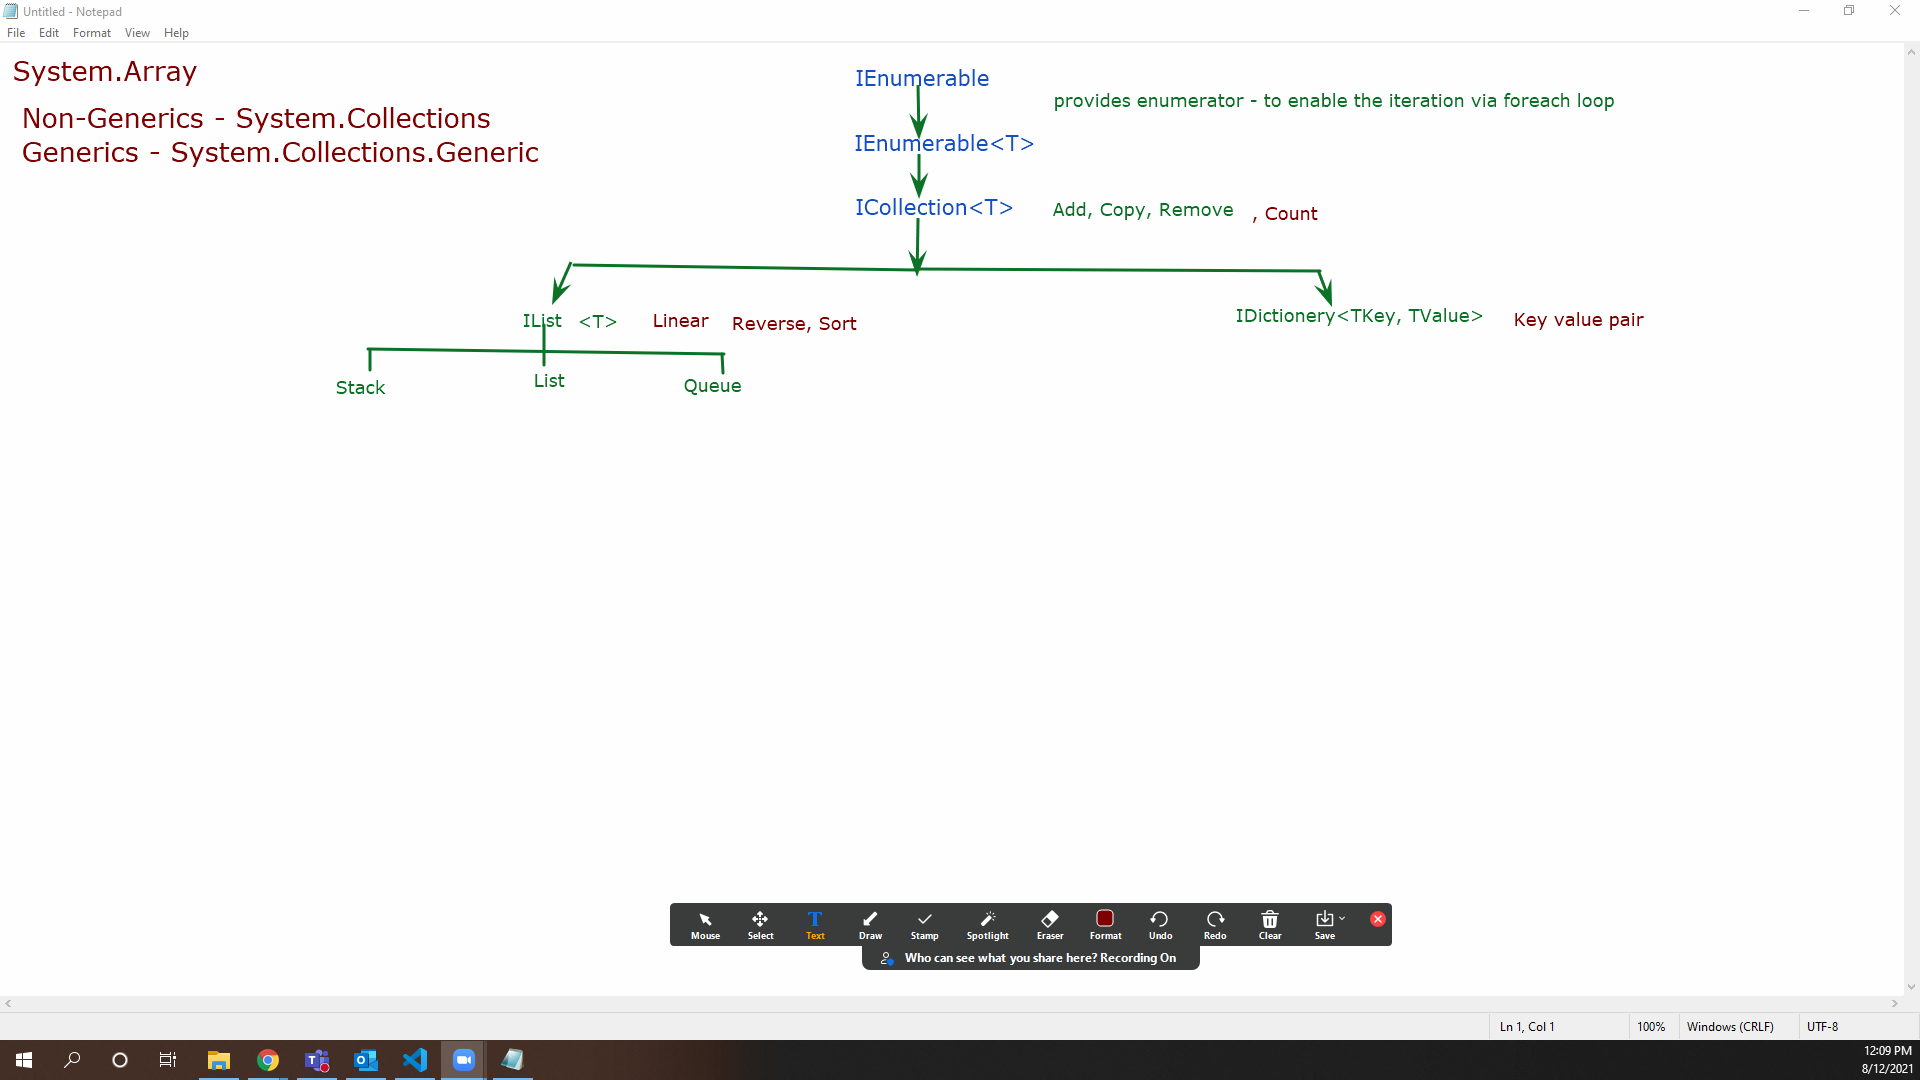 Untitled - Notepad
File Edit Format View Help
System.Array
Non-Generics - System.Collections
Generics - System.Collections.Generic
IEnumerable
provides enumerator - to enable the iteration via foreach loop
IEnumerable<T>
ICollection<T> Add, Copy, Remove , Count
IList <T> Linear Reverse, Sort
IDictionery<TKey, TValue> Key value pair
Stack List Queue
Mouse Select Text Draw Stamp Spotlight Eraser Format Undo Redo Clear Save
Who can see what you share here? Recording On
Ln 1, Col 1 100% Windows (CRLF) UTF-8
12:09 PM
8/12/2021